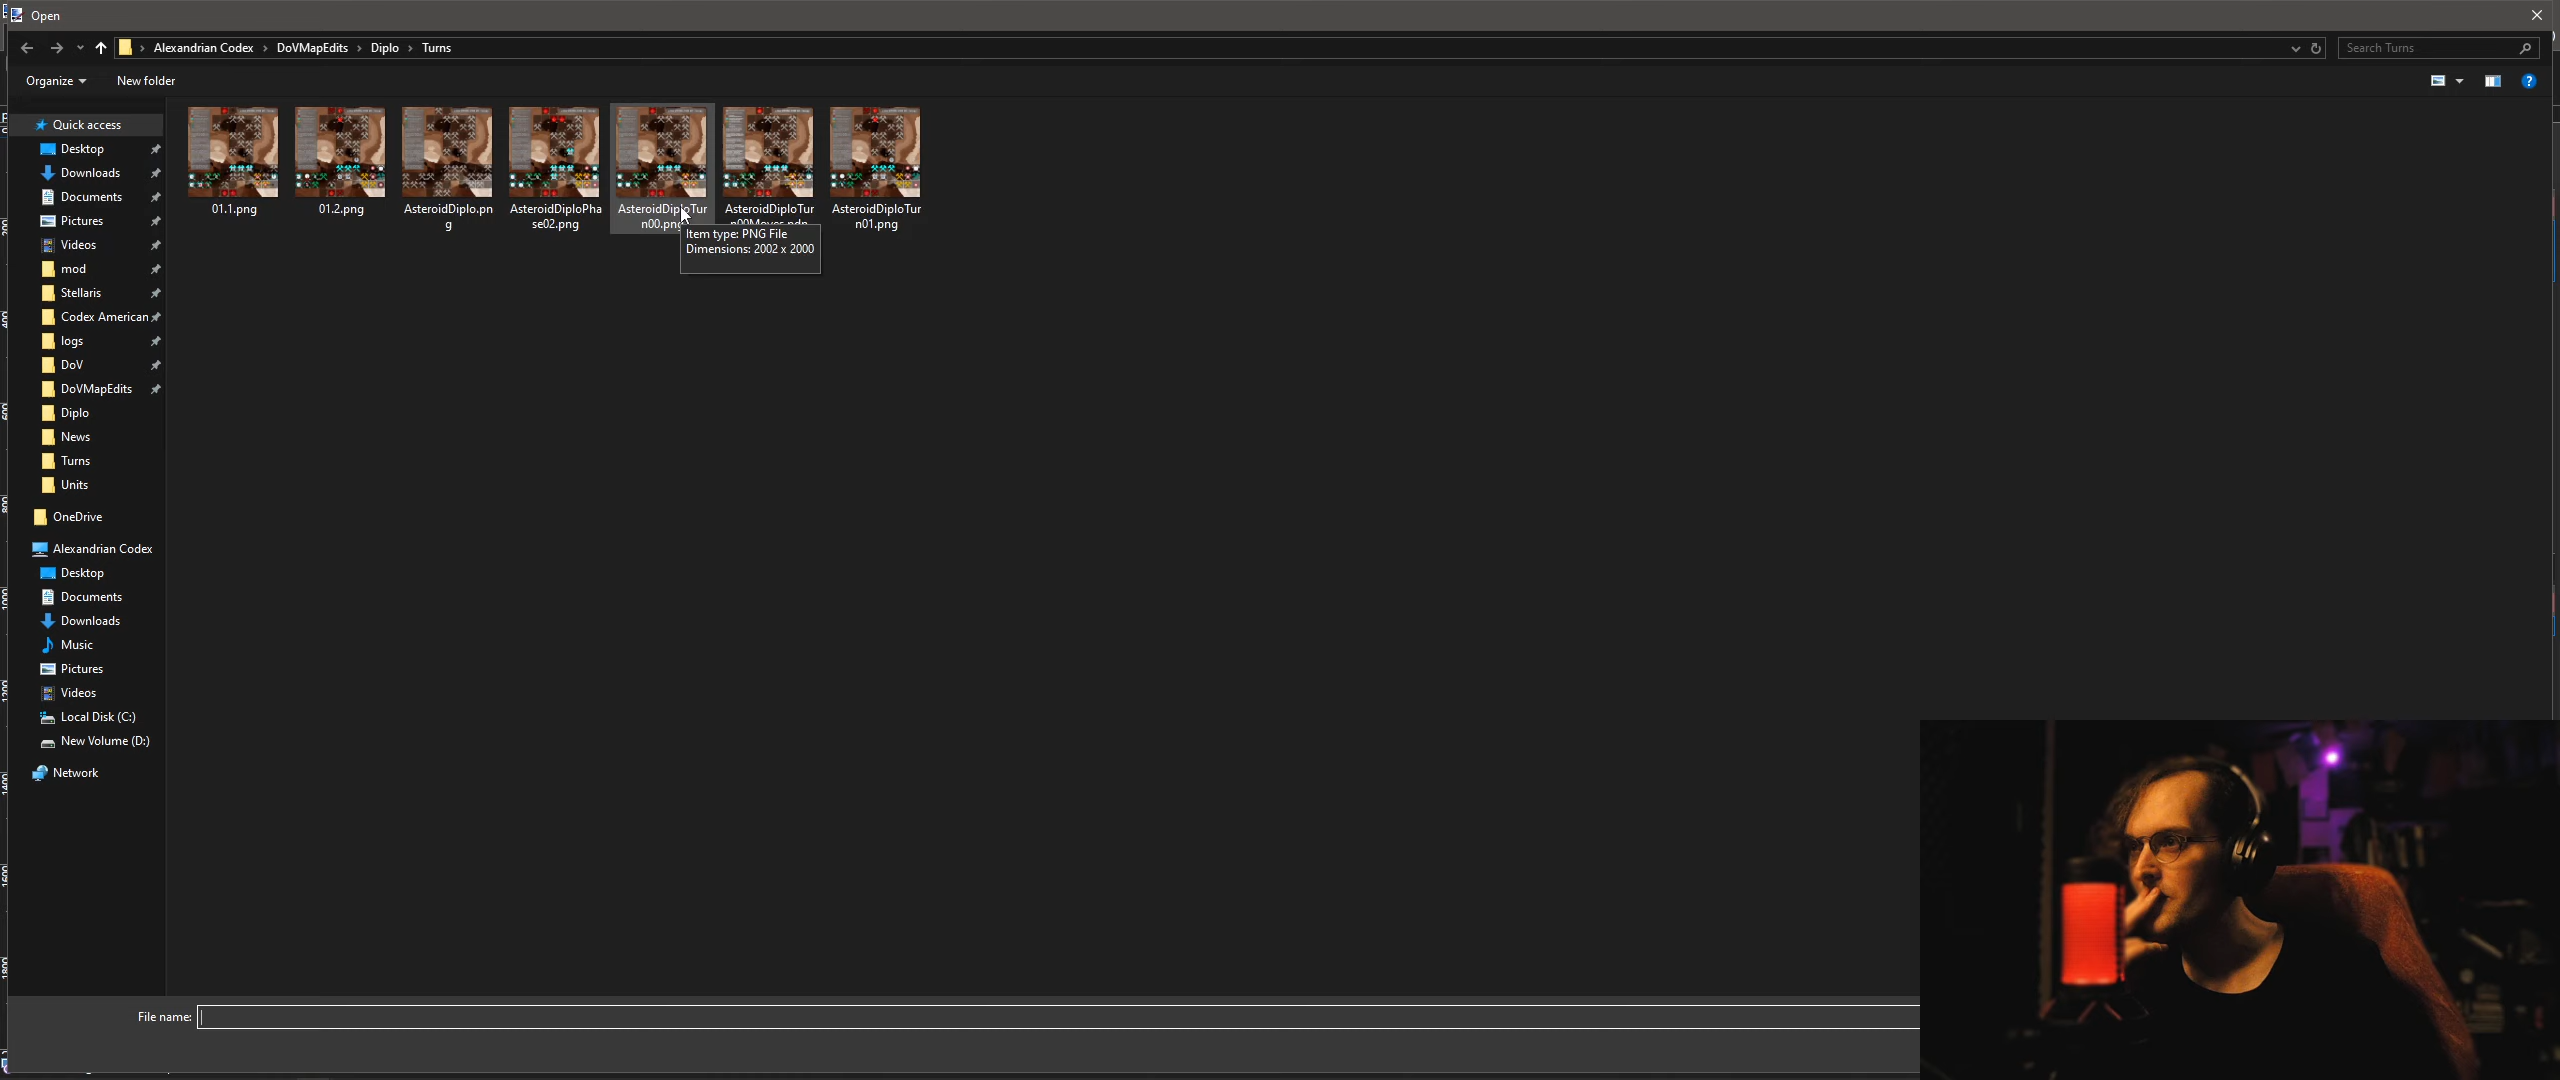 Open
Alexandrian Codex > DoVMapEdits > Diplo > Turns
Search Turns
Organize
New folder
Quick access
Desktop
Downloads
Documents
Pictures
Videos
mod
Stellaris
Codex American
logs
DoV
DoVMapEdits
Diplo
News
Turns
Units
OneDrive
Alexandrian Codex
Desktop
Documents
Downloads
Music
Pictures
Videos
Local Disk (C:)
New Volume (D:)
Network
01.1.png
01.2.png
AsteroidDiplo.pn
g
AsteroidDiploPha
se02.png
AsteroidDiploTur
n00.png
AsteroidDiploTur
n00Moves.pdn
AsteroidDiploTur
n01.png
Item type: PNG File
Dimensions: 2002 x 2000
File name: